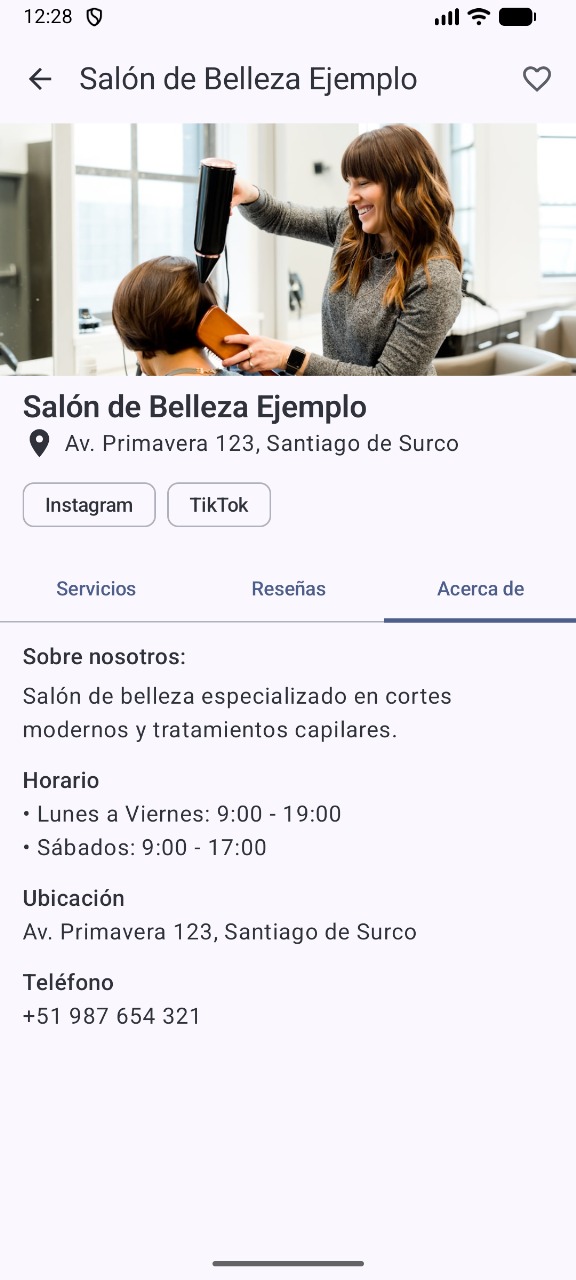 12:28
Salón de Belleza Ejemplo
Salón de Belleza Ejemplo
Av. Primavera 123, Santiago de Surco
Instagram TikTok
Servicios Reseñas Acerca de
Sobre nosotros:
Salón de belleza especializado en cortes
modernos y tratamientos capilares.
Horario
• Lunes a Viernes: 9:00 - 19:00
• Sábados: 9:00 - 17:00
Ubicación
Av. Primavera 123, Santiago de Surco
Teléfono
+51 987 654 321